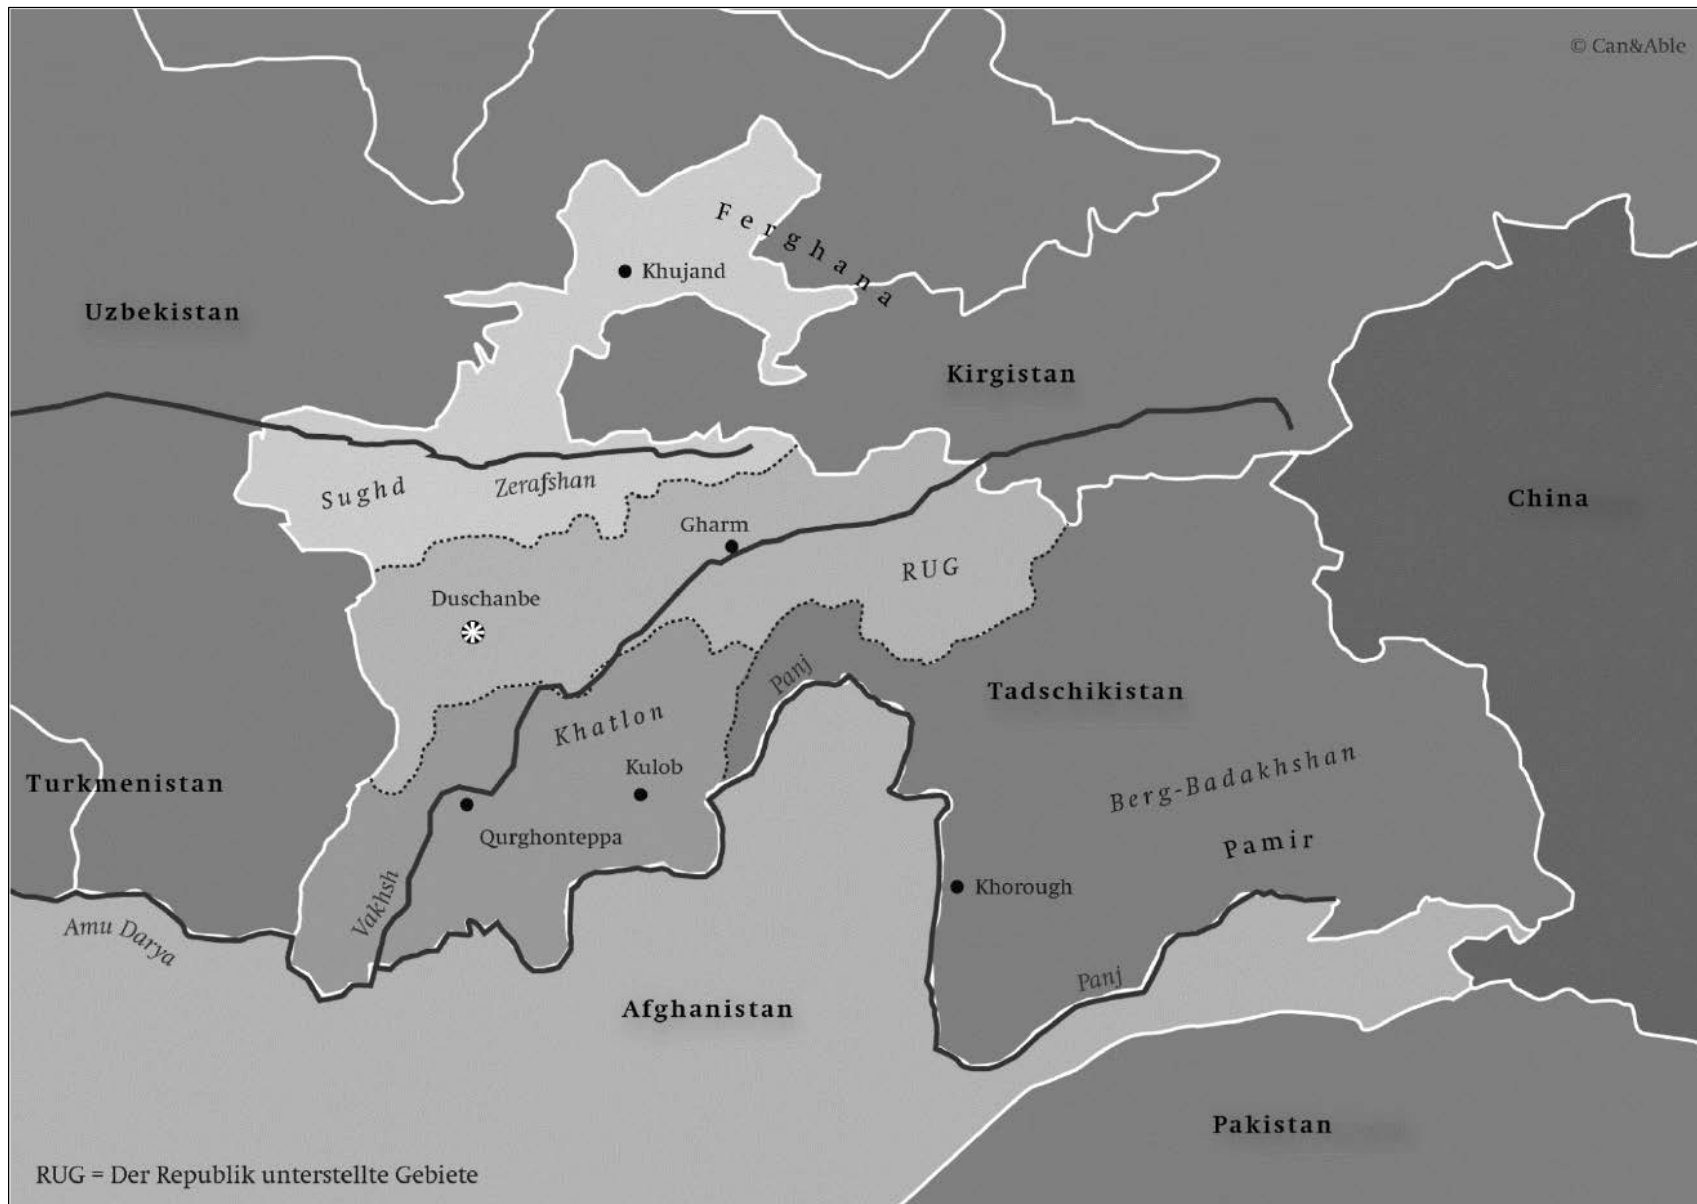 © Can&Able
Ferghana
Khujand
Uzbekistan
Kirgistan
Sughd
Zerafshan
China
Gharm
RUG
Duschanbe
Panj
Tadschikistan
Khatlon
Kulob
Berg-Badakhshan
Turkmenistan
Qurghonteppa
Pamir
Khorough
Vakhsh
Amu Darya
Panj
Afghanistan
Pakistan
RUG = Der Republik unterstellte Gebiete